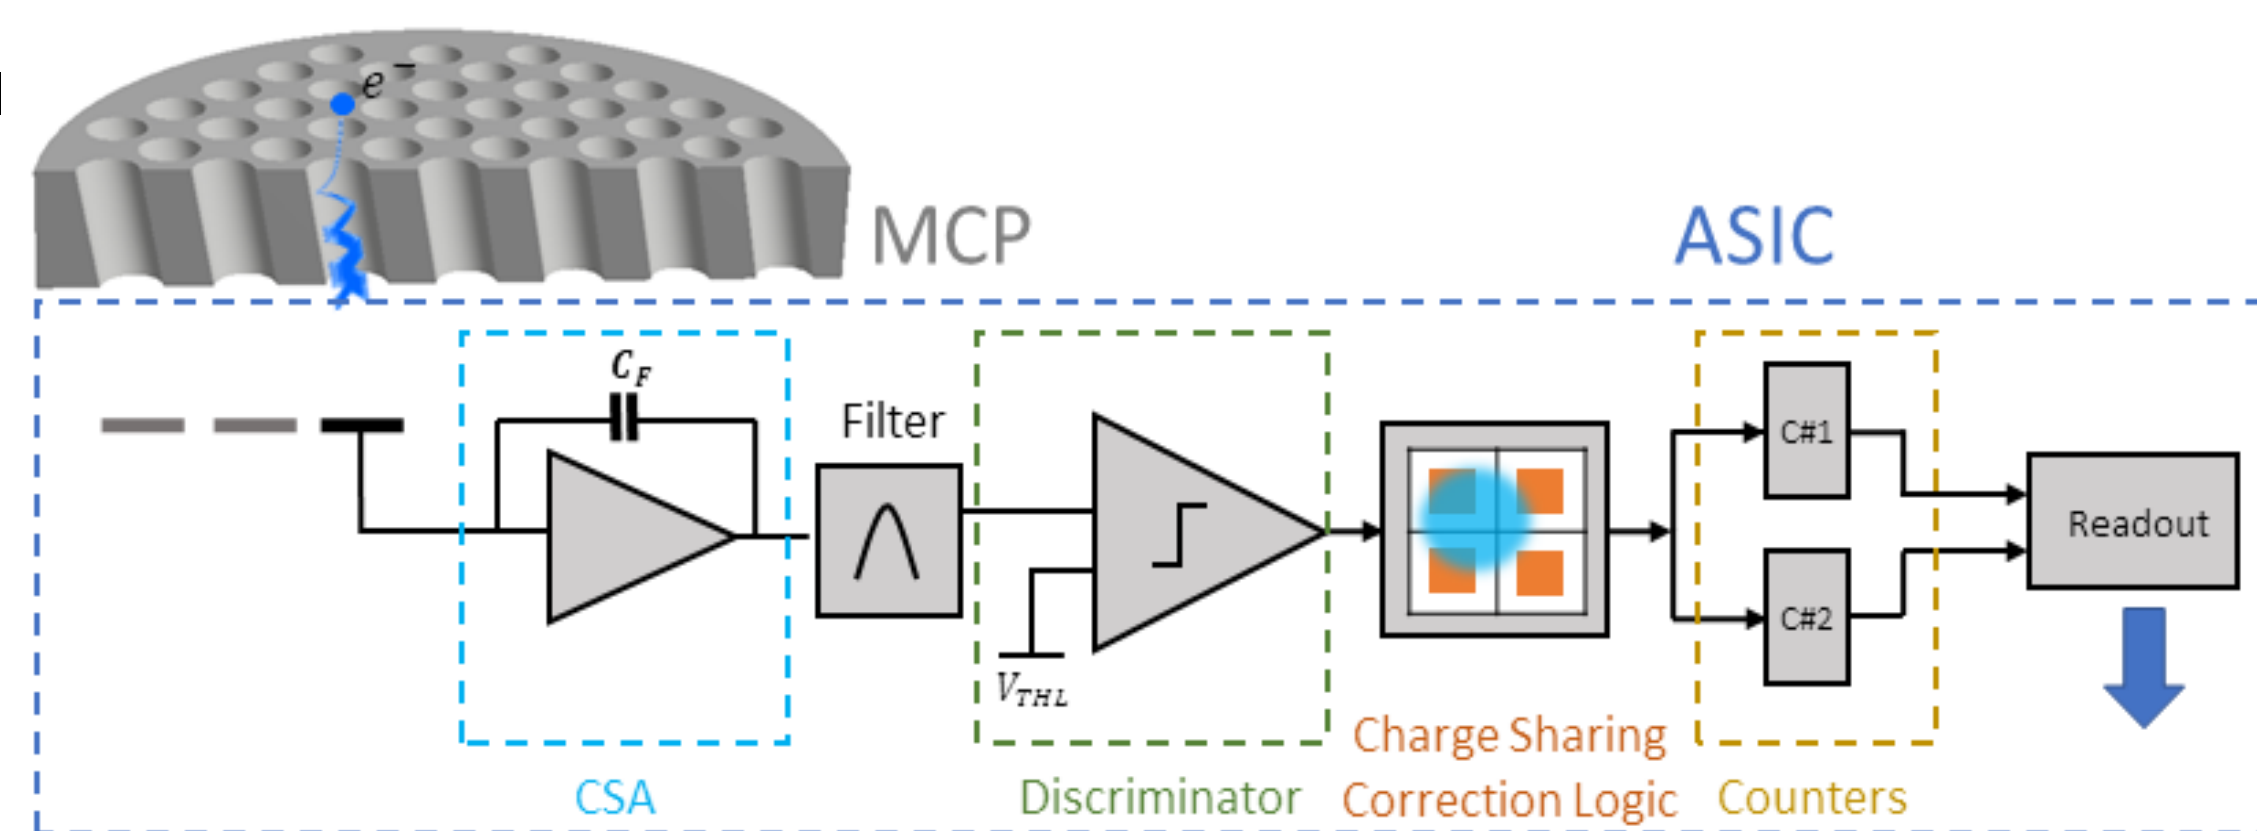 e⁻
MCP
ASIC
C_F
Filter
C#1
Readout
C#2
V_THL
Charge Sharing
Correction Logic
CSA
Discriminator
Counters